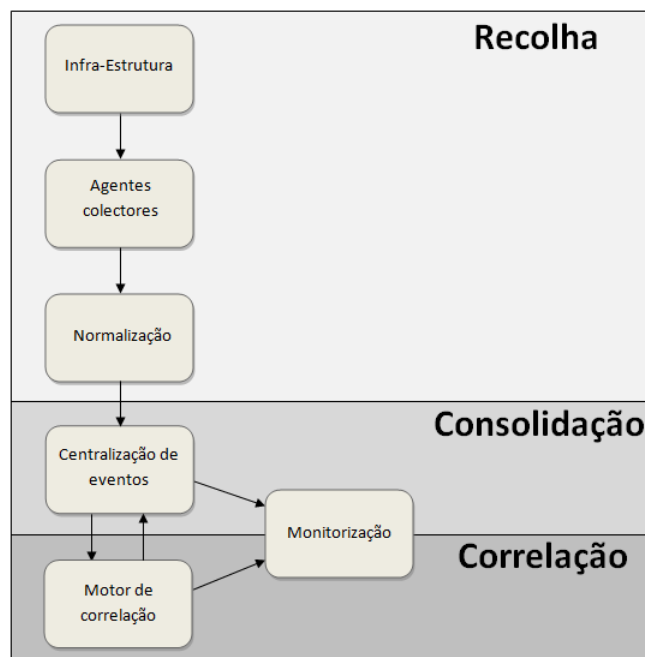 Recolha
Infra-Estrutura
Agentes
colectores
Normalização
Consolidação
Centralização de
eventos
Monitorização
Correlação
Motor de
correlação